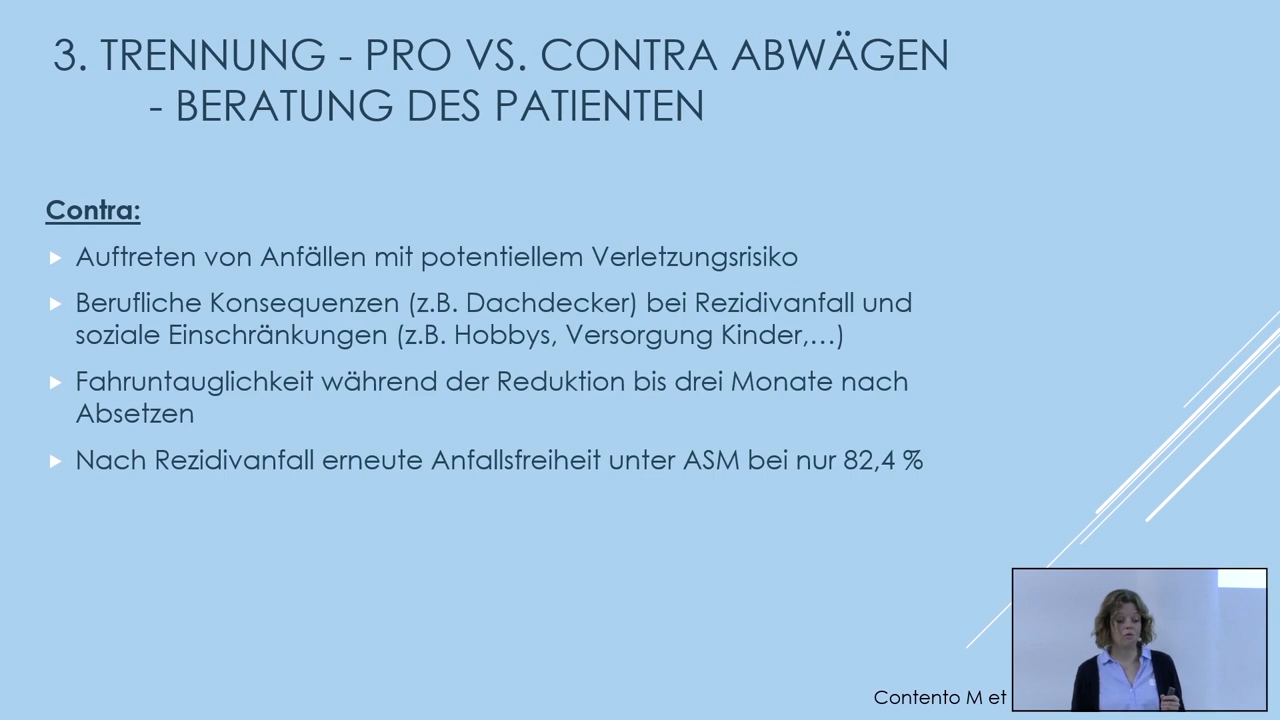 3. TRENNUNG - PRO VS. CONTRA ABWÄGEN
- BERATUNG DES PATIENTEN
Contra:
Auftreten von Anfällen mit potentiellem Verletzungsrisiko
Berufliche Konsequenzen (z.B. Dachdecker) bei Rezidivanfall und
soziale Einschränkungen (z.B. Hobbys, Versorgung Kinder,...)
Fahruntauglichkeit während der Reduktion bis drei Monate nach
Absetzen
Nach Rezidivanfall erneute Anfallsfreiheit unter ASM bei nur 82,4 %
Contento M et